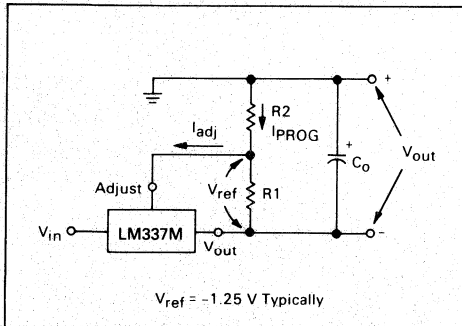 +
R2
IPROG
Iadj
+
Co
Vout
Adjust
Vref
R1
Vin
LM337M
Vout
−
Vref = −1.25 V Typically